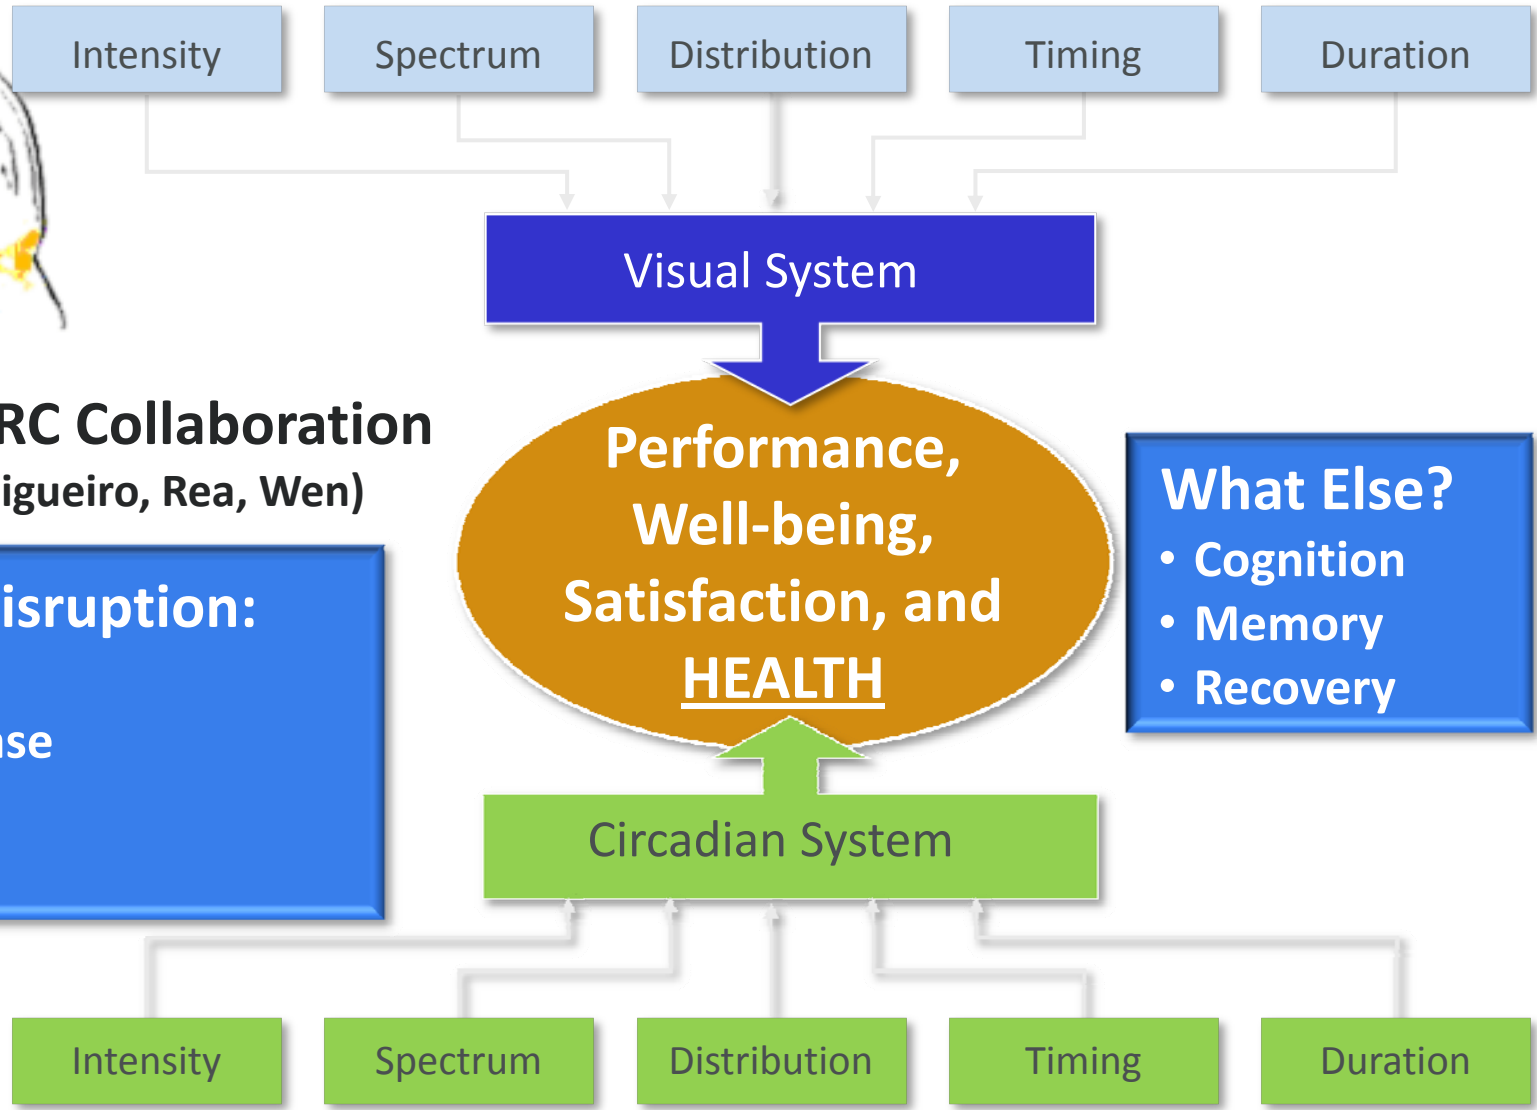 Intensity
Spectrum
Distribution
Timing
Duration
Visual System
RC Collaboration
igueiro, Rea, Wen)
isruption:
ase
Performance,
Well-being,
Satisfaction, and
HEALTH
What Else?
• Cognition
• Memory
• Recovery
Circadian System
Intensity
Spectrum
Distribution
Timing
Duration